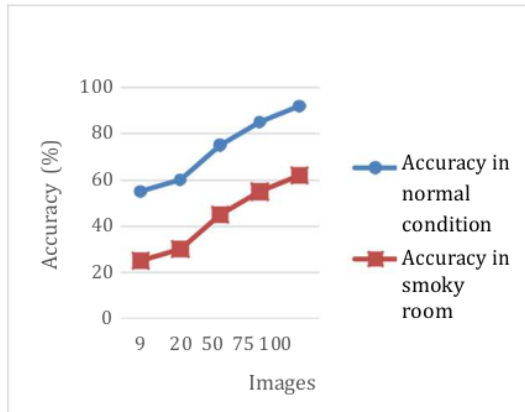 100
80
60
40
20
0
Accuracy (%)
9 20 50 75 100
Images
Accuracy in
normal
condition
Accuracy in
smoky
room